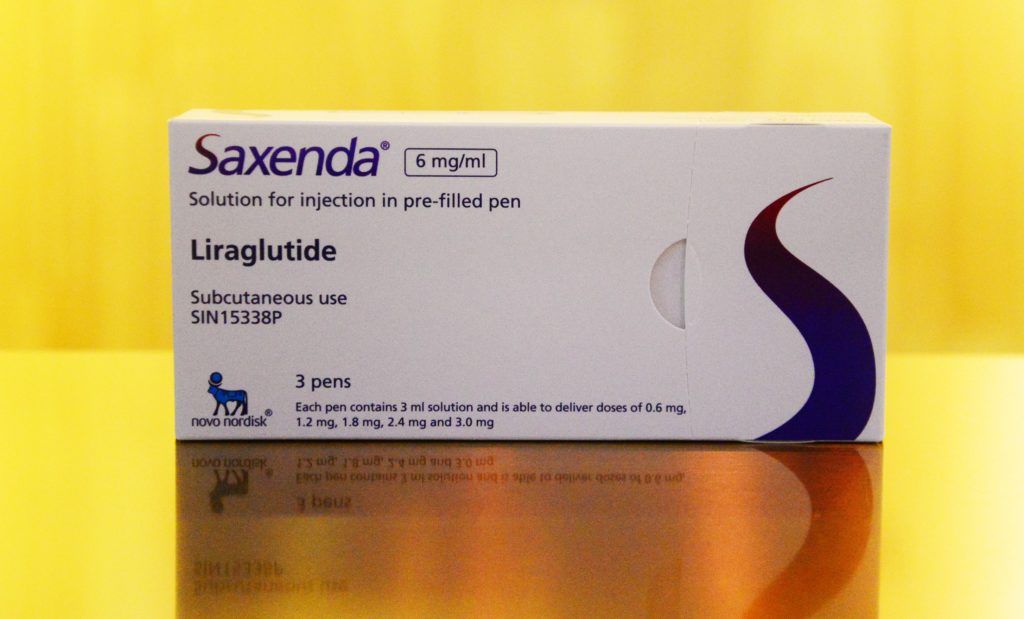 Saxenda® 6 mg/ml
Solution for injection in pre-filled pen
Liraglutide
Subcutaneous use
SIN15338P
3 pens
Each pen contains 3 ml solution and is able to deliver doses of 0.6 mg,
1.2 mg, 1.8 mg, 2.4 mg and 3.0 mg
novo nordisk®